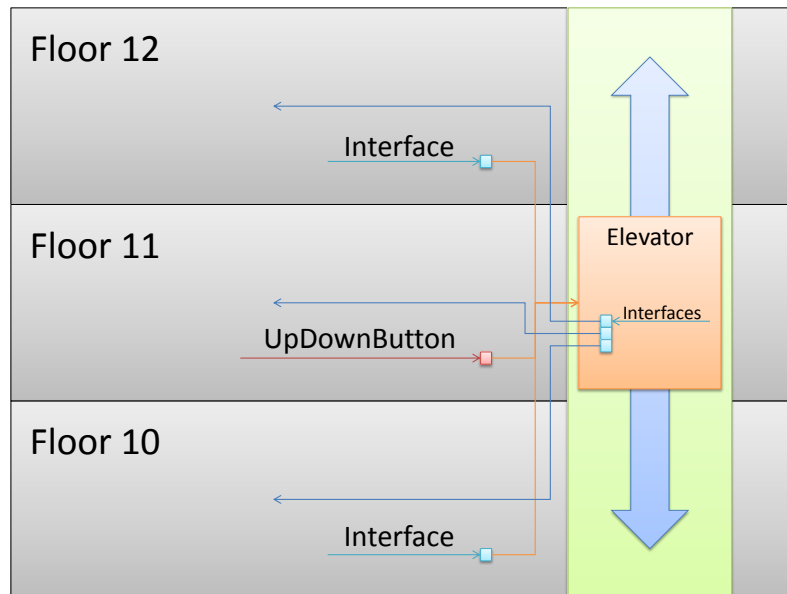 Floor 12
Interface
Floor 11
Elevator
Interfaces
UpDownButton
Floor 10
Interface